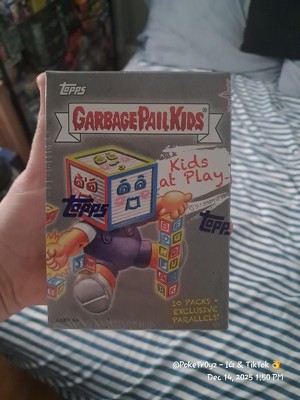 Topps
GARBAGE PAIL KIDS
Kids
at Play
Topps
Topps
10 PACKS +
EXCLUSIVE
PARALLELS!
@PokeTr0yz - IG & TikTok 👌
Dec 14, 2025 1:50 PM